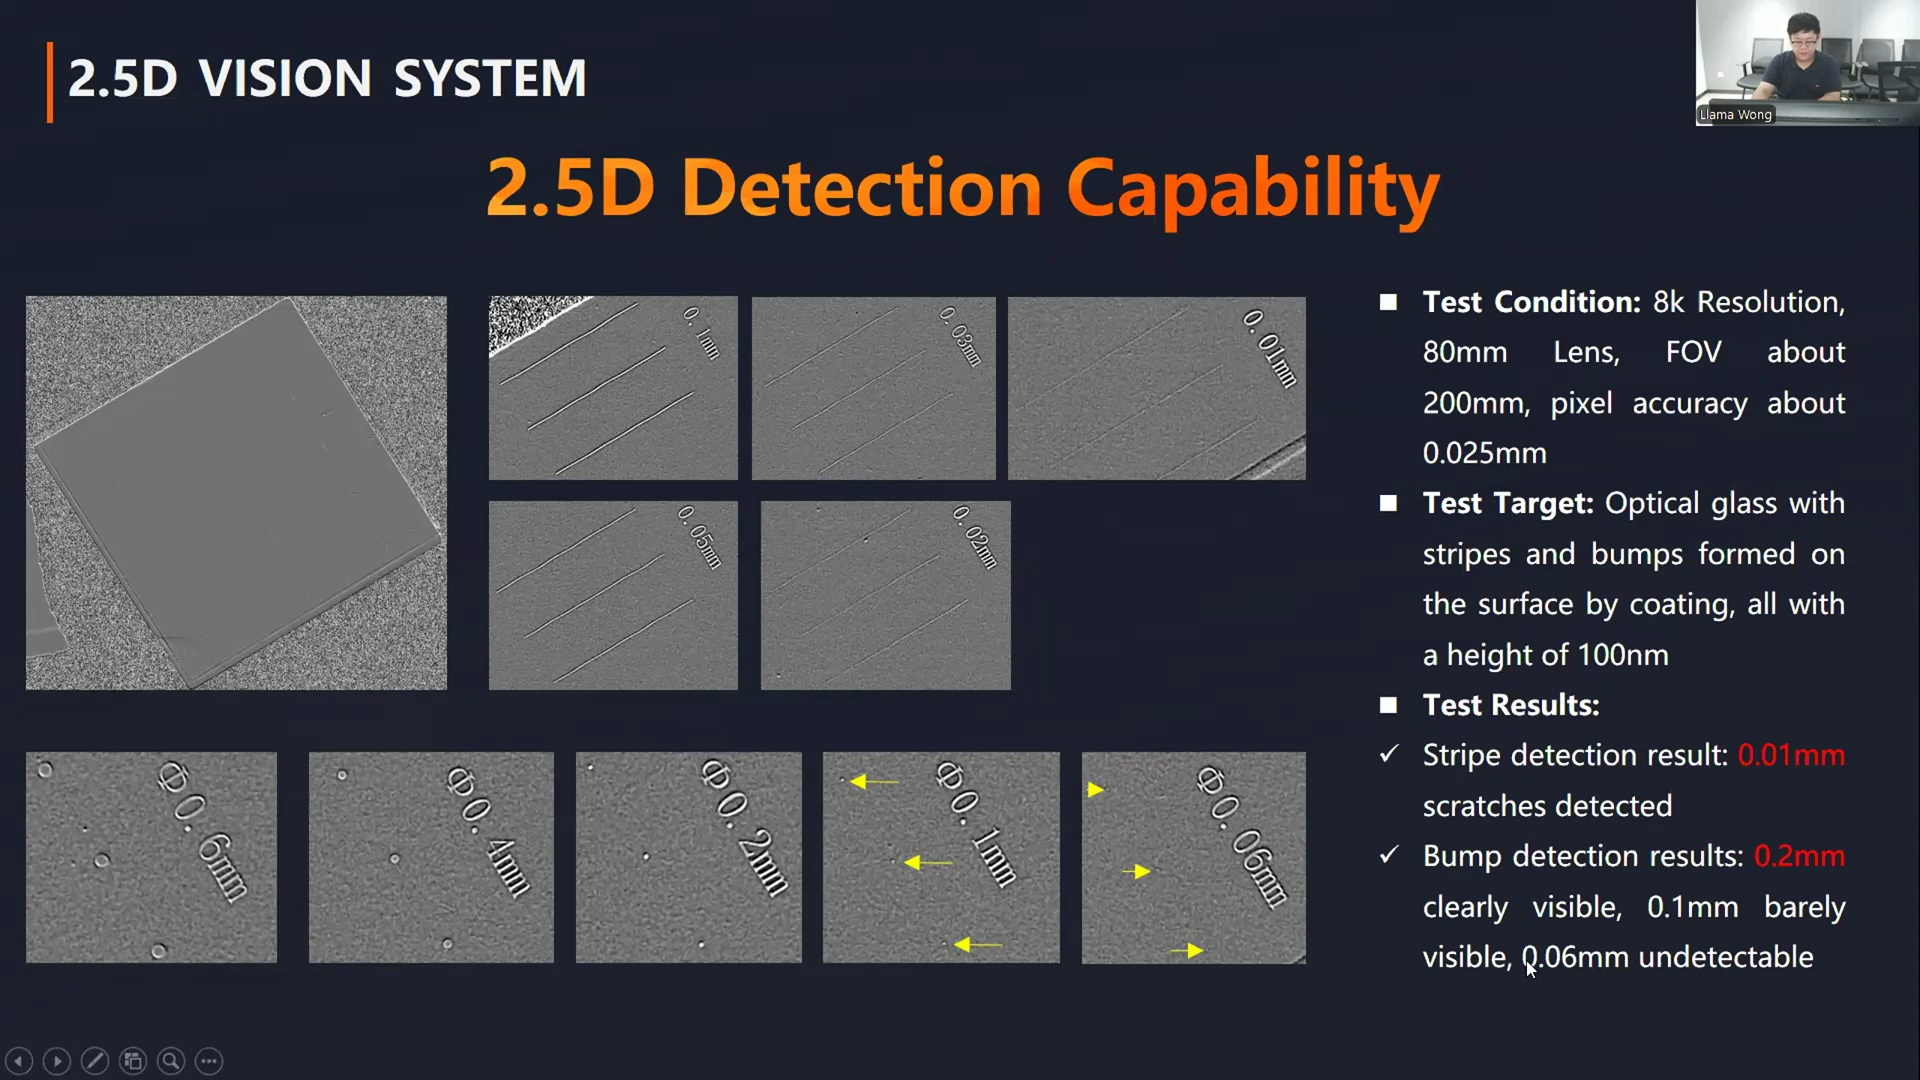 2.5D VISION SYSTEM
Llama Wong
2.5D Detection Capability
0.1mm
0.03mm
0.01mm
0.05mm
0.02mm
Φ0.6mm
Φ0.4mm
Φ0.2mm
Φ0.1mm
Φ0.06mm
Test Condition: 8k Resolution,
80mm Lens, FOV about
200mm, pixel accuracy about
0.025mm
Test Target: Optical glass with
stripes and bumps formed on
the surface by coating, all with
a height of 100nm
Test Results:
Stripe detection result: 0.01mm
scratches detected
Bump detection results: 0.2mm
clearly visible, 0.1mm barely
visible, 0.06mm undetectable